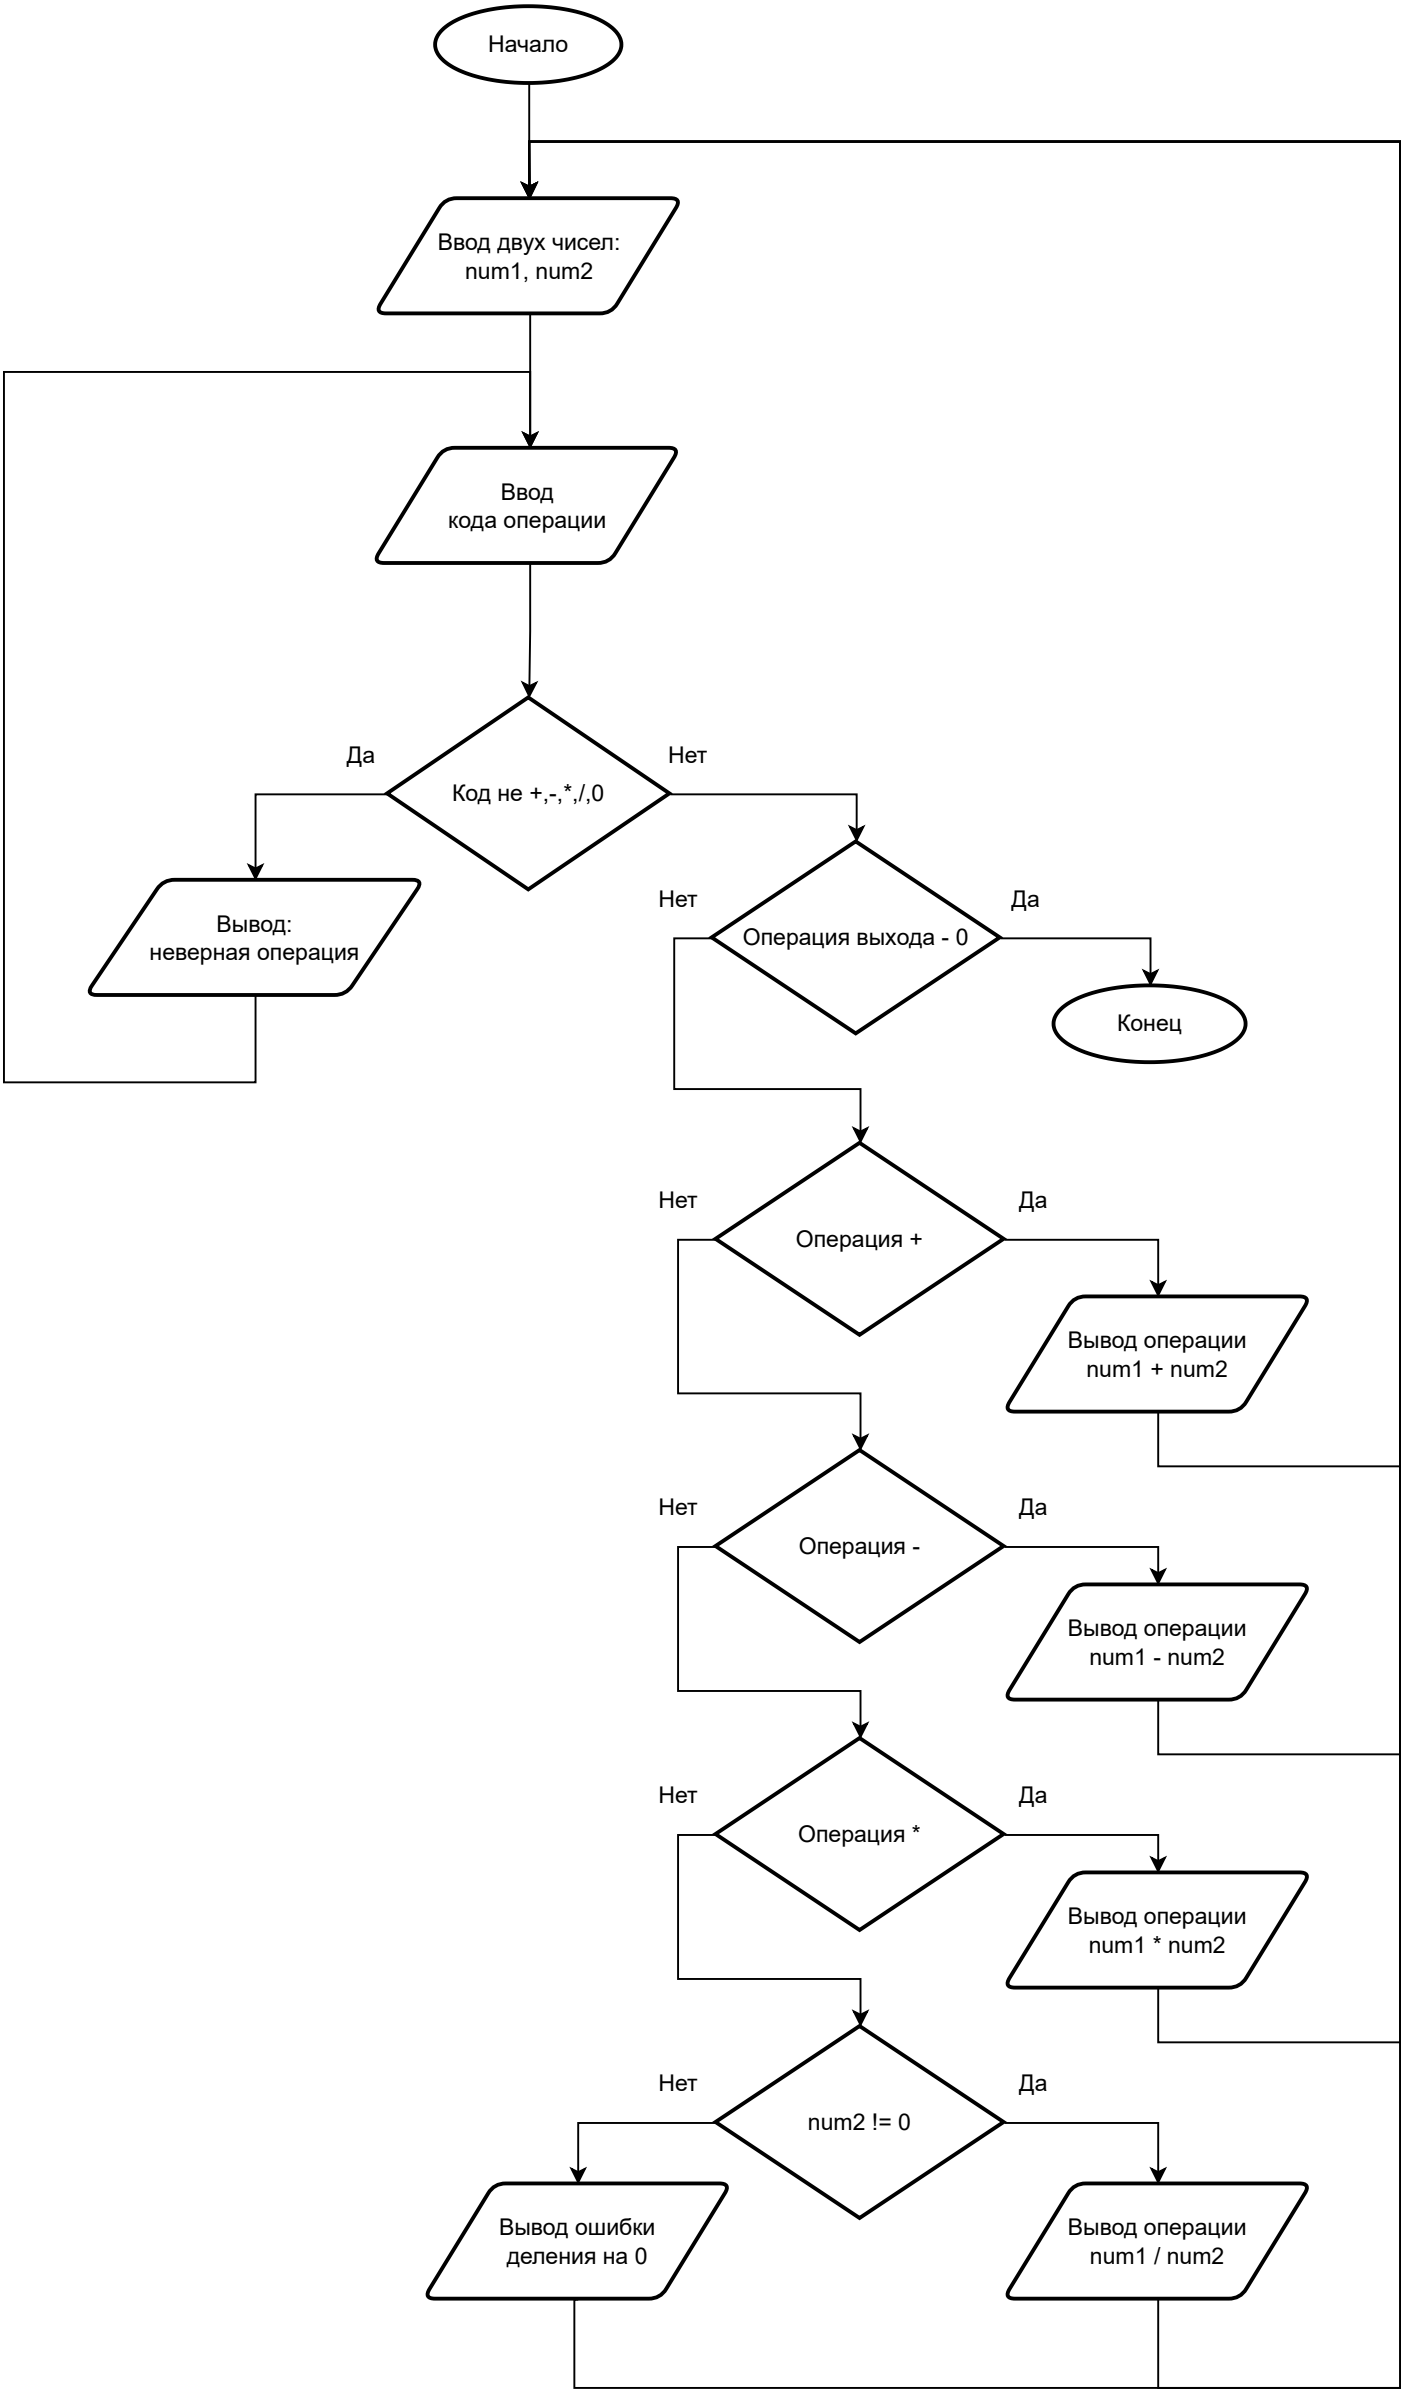 Начало
Ввод двух чисел:
num1, num2
Ввод
кода операции
Да
Нет
Код не +,-,*,/,0
Вывод:
неверная операция
Нет
Да
Операция выхода - 0
Конец
Нет
Да
Операция +
Вывод операции
num1 + num2
Нет
Да
Операция -
Вывод операции
num1 - num2
Нет
Да
Операция *
Вывод операции
num1 * num2
Нет
Да
num2 != 0
Вывод ошибки
деления на 0
Вывод операции
num1 / num2